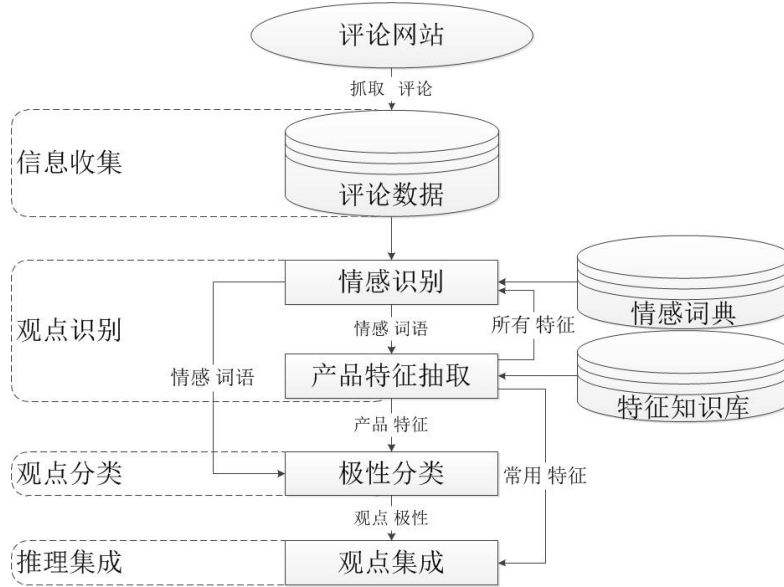 评论网站
抓取 评论
信息收集
评论数据
情感识别
情感词典
观点识别
情感 词语
所有 特征
情感 词语
产品特征抽取
特征知识库
产品 特征
观点分类
极性分类
常用 特征
观点 极性
推理集成
观点集成